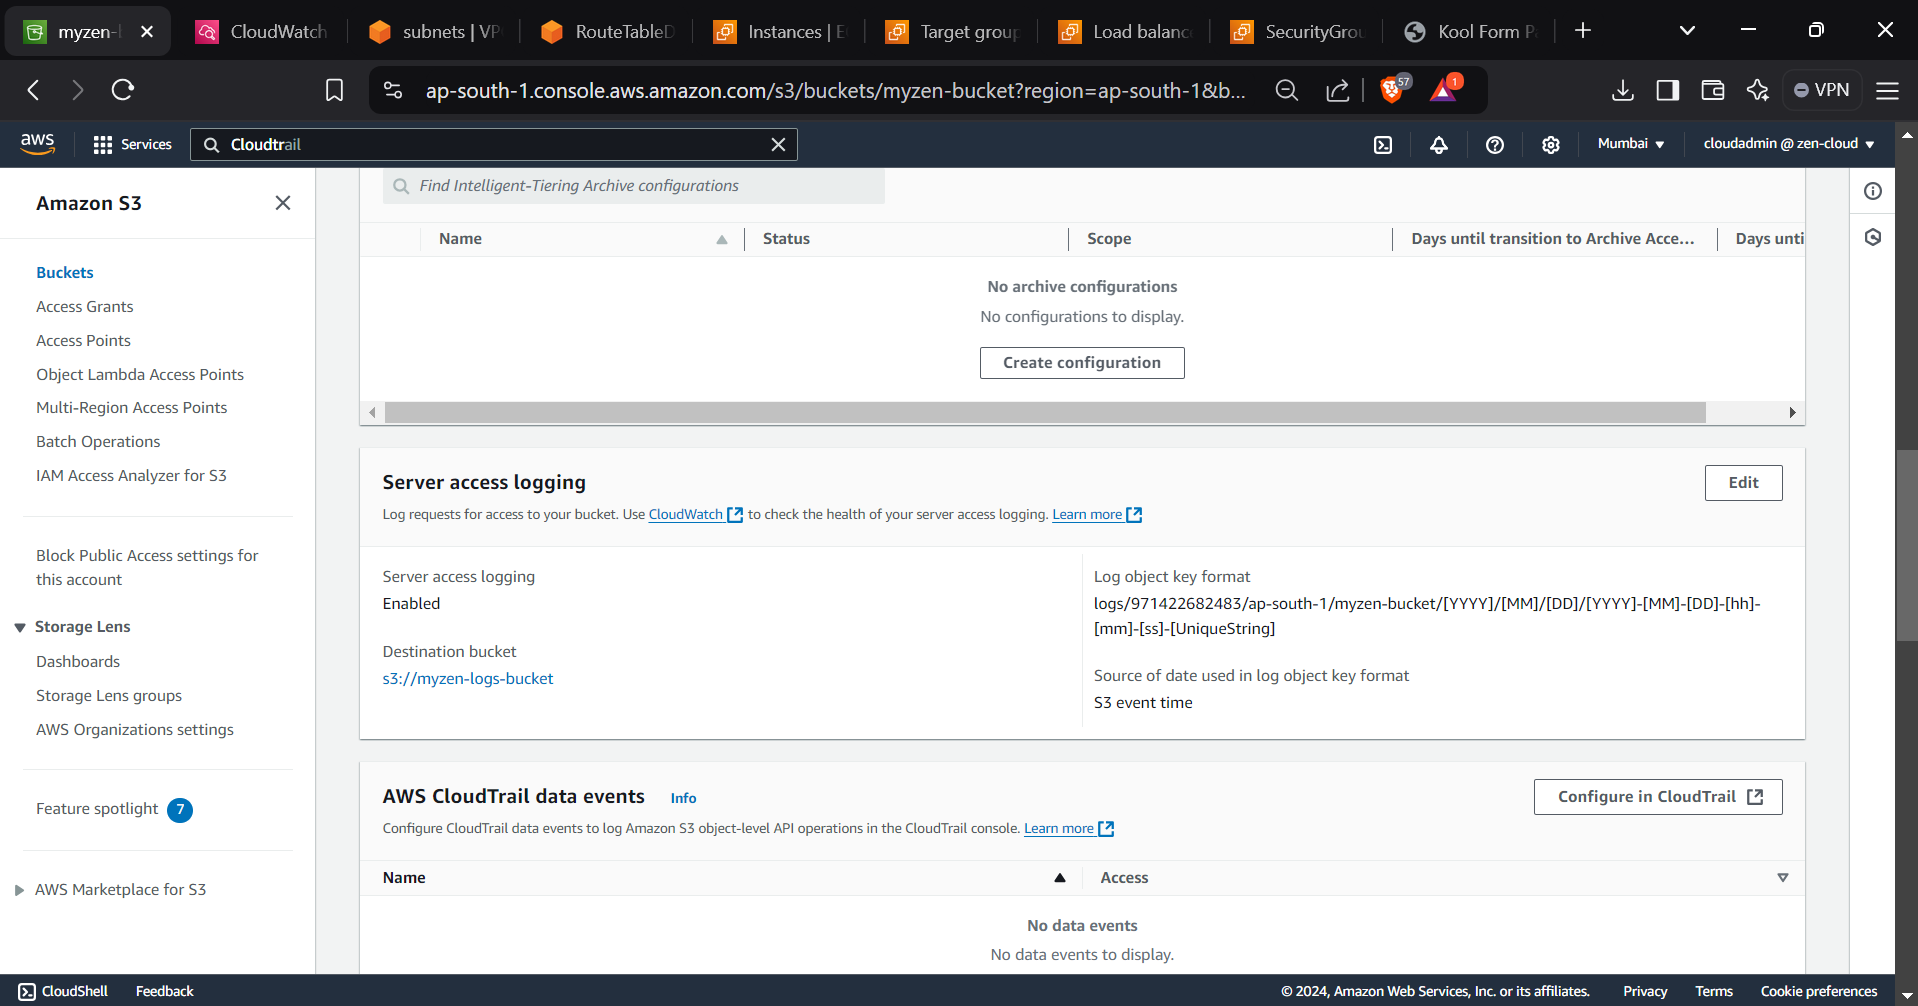 myzen-b
CloudWatch
subnets | VP
RouteTableD
Instances | E
Target group
Load balanc
SecurityGrou
Kool Form Pa
ap-south-1.console.aws.amazon.com/s3/buckets/myzen-bucket?region=ap-south-1&b...
57
1
VPN
aws
Services
Cloudtrail
Mumbai
cloudadmin @ zen-cloud
Amazon S3
Buckets
Access Grants
Access Points
Object Lambda Access Points
Multi-Region Access Points
Batch Operations
IAM Access Analyzer for S3
Block Public Access settings for
this account
Storage Lens
Dashboards
Storage Lens groups
AWS Organizations settings
Feature spotlight 7
AWS Marketplace for S3
Find Intelligent-Tiering Archive configurations
Name Status Scope Days until transition to Archive Acce... Days unti
No archive configurations
No configurations to display.
Create configuration
Server access logging
Edit
Log requests for access to your bucket. Use CloudWatch to check the health of your server access logging. Learn more
Server access logging
Enabled
Destination bucket
s3://myzen-logs-bucket
Log object key format
logs/971422682483/ap-south-1/myzen-bucket/[YYYY]/[MM]/[DD]/[YYYY]-[MM]-[DD]-[hh]-
[mm]-[ss]-[UniqueString]
Source of date used in log object key format
S3 event time
AWS CloudTrail data events Info
Configure in CloudTrail
Configure CloudTrail data events to log Amazon S3 object-level API operations in the CloudTrail console. Learn more
Name Access
No data events
No data events to display.
CloudShell Feedback
© 2024, Amazon Web Services, Inc. or its affiliates. Privacy Terms Cookie preferences